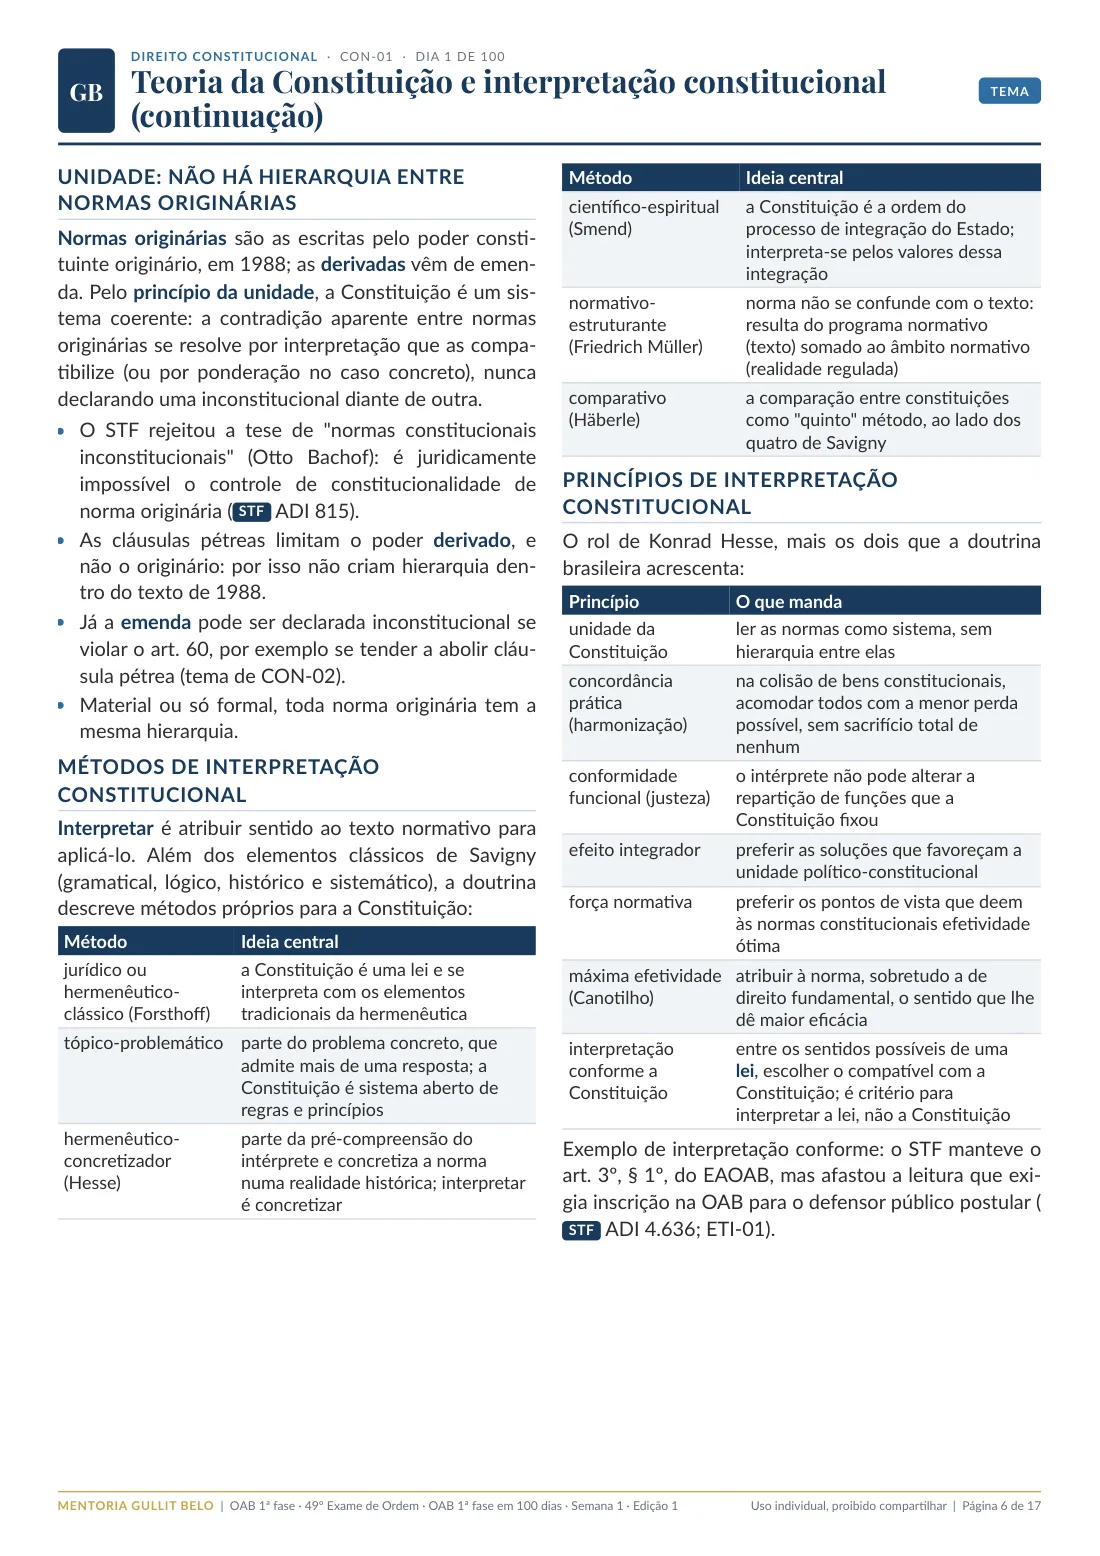 GB
DIREITO CONSTITUCIONAL · CON-01 · DIA 1 DE 100
Teoria da Constituição e interpretação constitucional
(continuação)
TEMA
UNIDADE: NÃO HÁ HIERARQUIA ENTRE
NORMAS ORIGINÁRIAS
Normas originárias são as escritas pelo poder consti-
tuinte originário, em 1988; as derivadas vêm de emen-
da. Pelo princípio da unidade, a Constituição é um sis-
tema coerente: a contradição aparente entre normas
originárias se resolve por interpretação que as compa-
tibilize (ou por ponderação no caso concreto), nunca
declarando uma inconstitucional diante de outra.
• O STF rejeitou a tese de "normas constitucionais
inconstitucionais" (Otto Bachof): é juridicamente
impossível o controle de constitucionalidade de
norma originária (STF ADI 815).
• As cláusulas pétreas limitam o poder derivado, e
não o originário: por isso não criam hierarquia den-
tro do texto de 1988.
• Já a emenda pode ser declarada inconstitucional se
violar o art. 60, por exemplo se tender a abolir cláu-
sula pétrea (tema de CON-02).
• Material ou só formal, toda norma originária tem a
mesma hierarquia.
MÉTODOS DE INTERPRETAÇÃO
CONSTITUCIONAL
Interpretar é atribuir sentido ao texto normativo para
aplicá-lo. Além dos elementos clássicos de Savigny
(gramatical, lógico, histórico e sistemático), a doutrina
descreve métodos próprios para a Constituição:
Método Ideia central
jurídico ou a Constituição é uma lei e se
hermenêutico- interpreta com os elementos
clássico (Forsthoff) tradicionais da hermenêutica
tópico-problemático parte do problema concreto, que
admite mais de uma resposta; a
Constituição é sistema aberto de
regras e princípios
hermenêutico- parte da pré-compreensão do
concretizador intérprete e concretiza a norma
(Hesse) numa realidade histórica; interpretar
é concretizar
Método Ideia central
científico-espiritual a Constituição é a ordem do
(Smend) processo de integração do Estado;
interpreta-se pelos valores dessa
integração
normativo- norma não se confunde com o texto:
estruturante resulta do programa normativo
(Friedrich Müller) (texto) somado ao âmbito normativo
(realidade regulada)
comparativo a comparação entre constituições
(Häberle) como "quinto" método, ao lado dos
quatro de Savigny
PRINCÍPIOS DE INTERPRETAÇÃO
CONSTITUCIONAL
O rol de Konrad Hesse, mais os dois que a doutrina
brasileira acrescenta:
Princípio O que manda
unidade da ler as normas como sistema, sem
Constituição hierarquia entre elas
concordância na colisão de bens constitucionais,
prática acomodar todos com a menor perda
(harmonização) possível, sem sacrifício total de
nenhum
conformidade o intérprete não pode alterar a
funcional (justeza) repartição de funções que a
Constituição fixou
efeito integrador preferir as soluções que favoreçam a
unidade político-constitucional
força normativa preferir os pontos de vista que deem
às normas constitucionais efetividade
ótima
máxima efetividade atribuir à norma, sobretudo a de
(Canotilho) direito fundamental, o sentido que lhe
dê maior eficácia
interpretação entre os sentidos possíveis de uma
conforme a lei, escolher o compatível com a
Constituição Constituição; é critério para
interpretar a lei, não a Constituição
Exemplo de interpretação conforme: o STF manteve o
art. 3º, § 1º, do EAOAB, mas afastou a leitura que exi-
gia inscrição na OAB para o defensor público postular (
STF ADI 4.636; ETI-01).
MENTORIA GULLIT BELO | OAB 1ª fase · 49º Exame de Ordem · OAB 1ª fase em 100 dias · Semana 1 · Edição 1
Uso individual, proibido compartilhar | Página 6 de 17